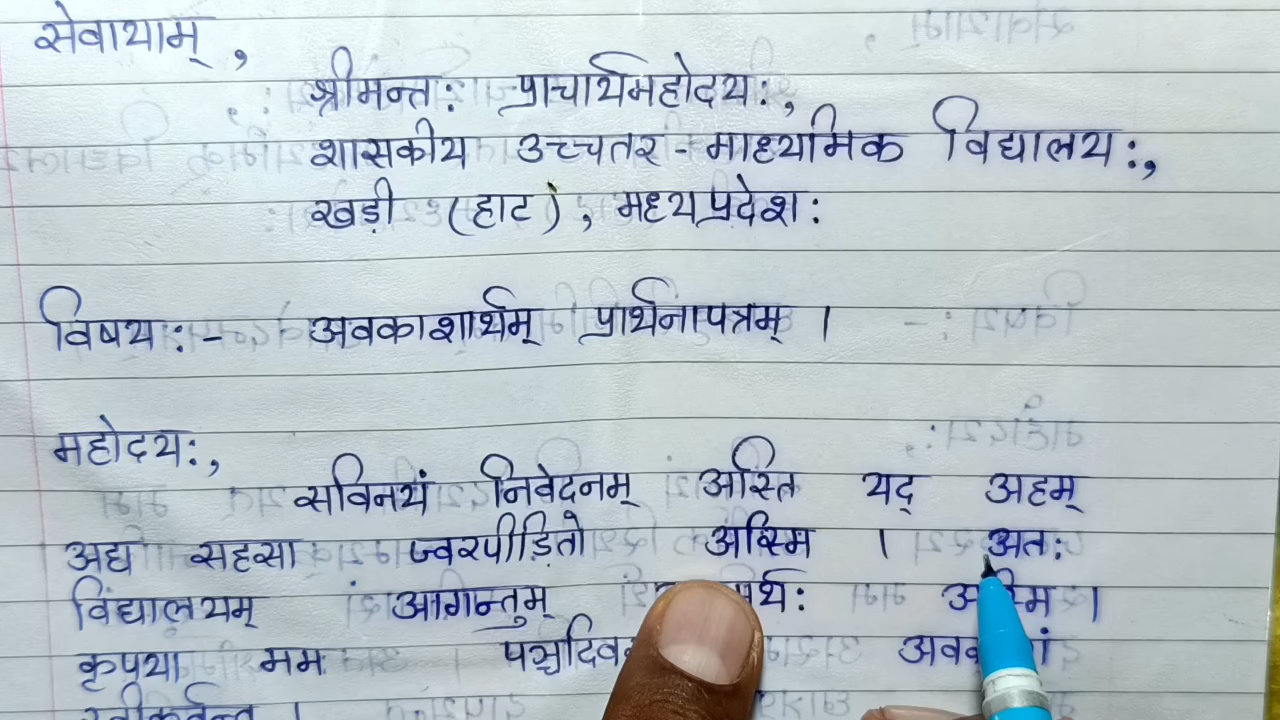 सेवायाम् ,
श्रीमन्तः प्राचार्यमहोदयः,
शासकीय उच्चतर - माध्यमिक विद्यालयः,
खड़ी (हाट), मध्यप्रदेशः
विषयः- अवकाशार्थम् प्रार्थनापत्रम् ।
महोदयः,
सविनयं निवेदनम् अस्ति यद् अहम्
अद्य सहसा ज्वरपीड़ितो अस्मि । अतः
विद्यालयम् आगन्तुम् अस्मि ।
कृपया मम